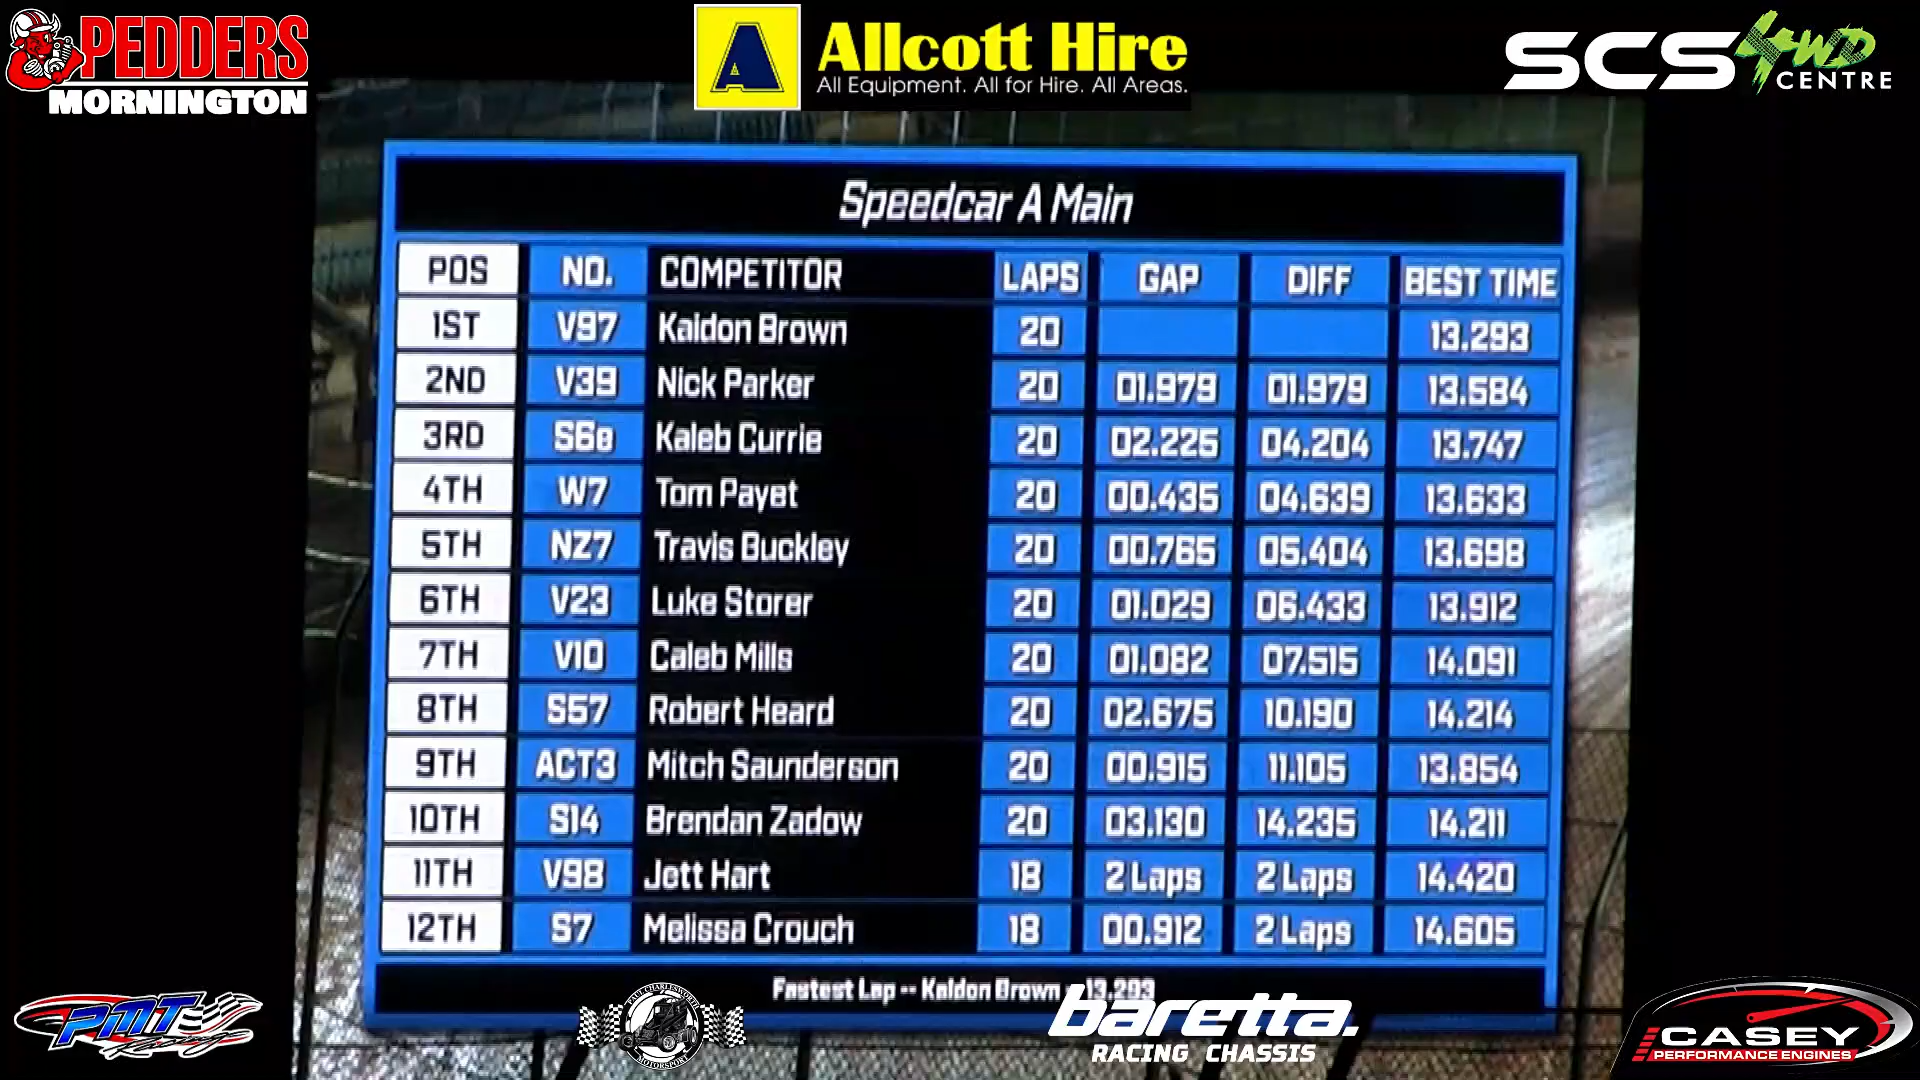 PEDDERS
MORNINGTON
A Allcott Hire
All Equipment. All for Hire. All Areas.
SCS 4WD
CENTRE
Speedcar A Main
POS NO. COMPETITOR LAPS GAP DIFF BEST TIME
1ST V97 Kaidon Brown 20 13.293
2ND V39 Nick Parker 20 01.979 01.979 13.584
3RD S68 Kaleb Currie 20 02.225 04.204 13.747
4TH W7 Tom Payet 20 00.435 04.639 13.633
5TH NZ7 Travis Buckley 20 00.765 05.404 13.698
6TH V23 Luke Storer 20 01.029 06.433 13.912
7TH V10 Caleb Mills 20 01.082 07.515 14.091
8TH S57 Robert Heard 20 02.675 10.190 14.214
9TH ACT3 Mitch Saunderson 20 00.915 11.105 13.854
10TH S14 Brendan Zadow 20 03.130 14.235 14.211
11TH V98 Jett Hart 18 2 Laps 2 Laps 14.420
12TH S7 Melissa Crouch 18 00.912 2 Laps 14.605
Fastest Lap -- Kaidon Brown - 13.293
PMT
Racing
PAUL CHARLESWORTH
MOTORSPORT
baretta.
RACING CHASSIS
CASEY
PERFORMANCE ENGINES